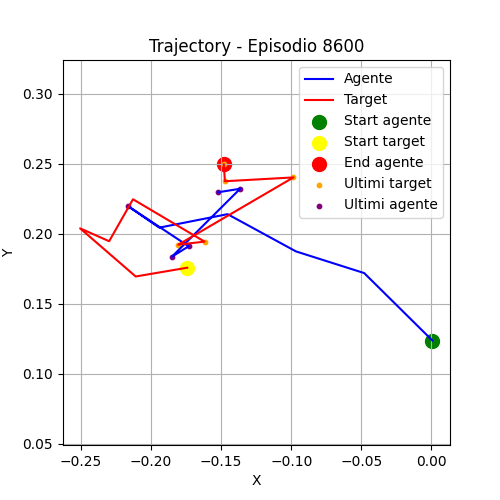 Trajectory - Episodio 8600
Agente
Target
Start agente
Start target
End agente
Ultimi target
Ultimi agente
0.30
0.25
0.20
0.15
0.10
0.05
Y
−0.25 −0.20 −0.15 −0.10 −0.05 0.00
X